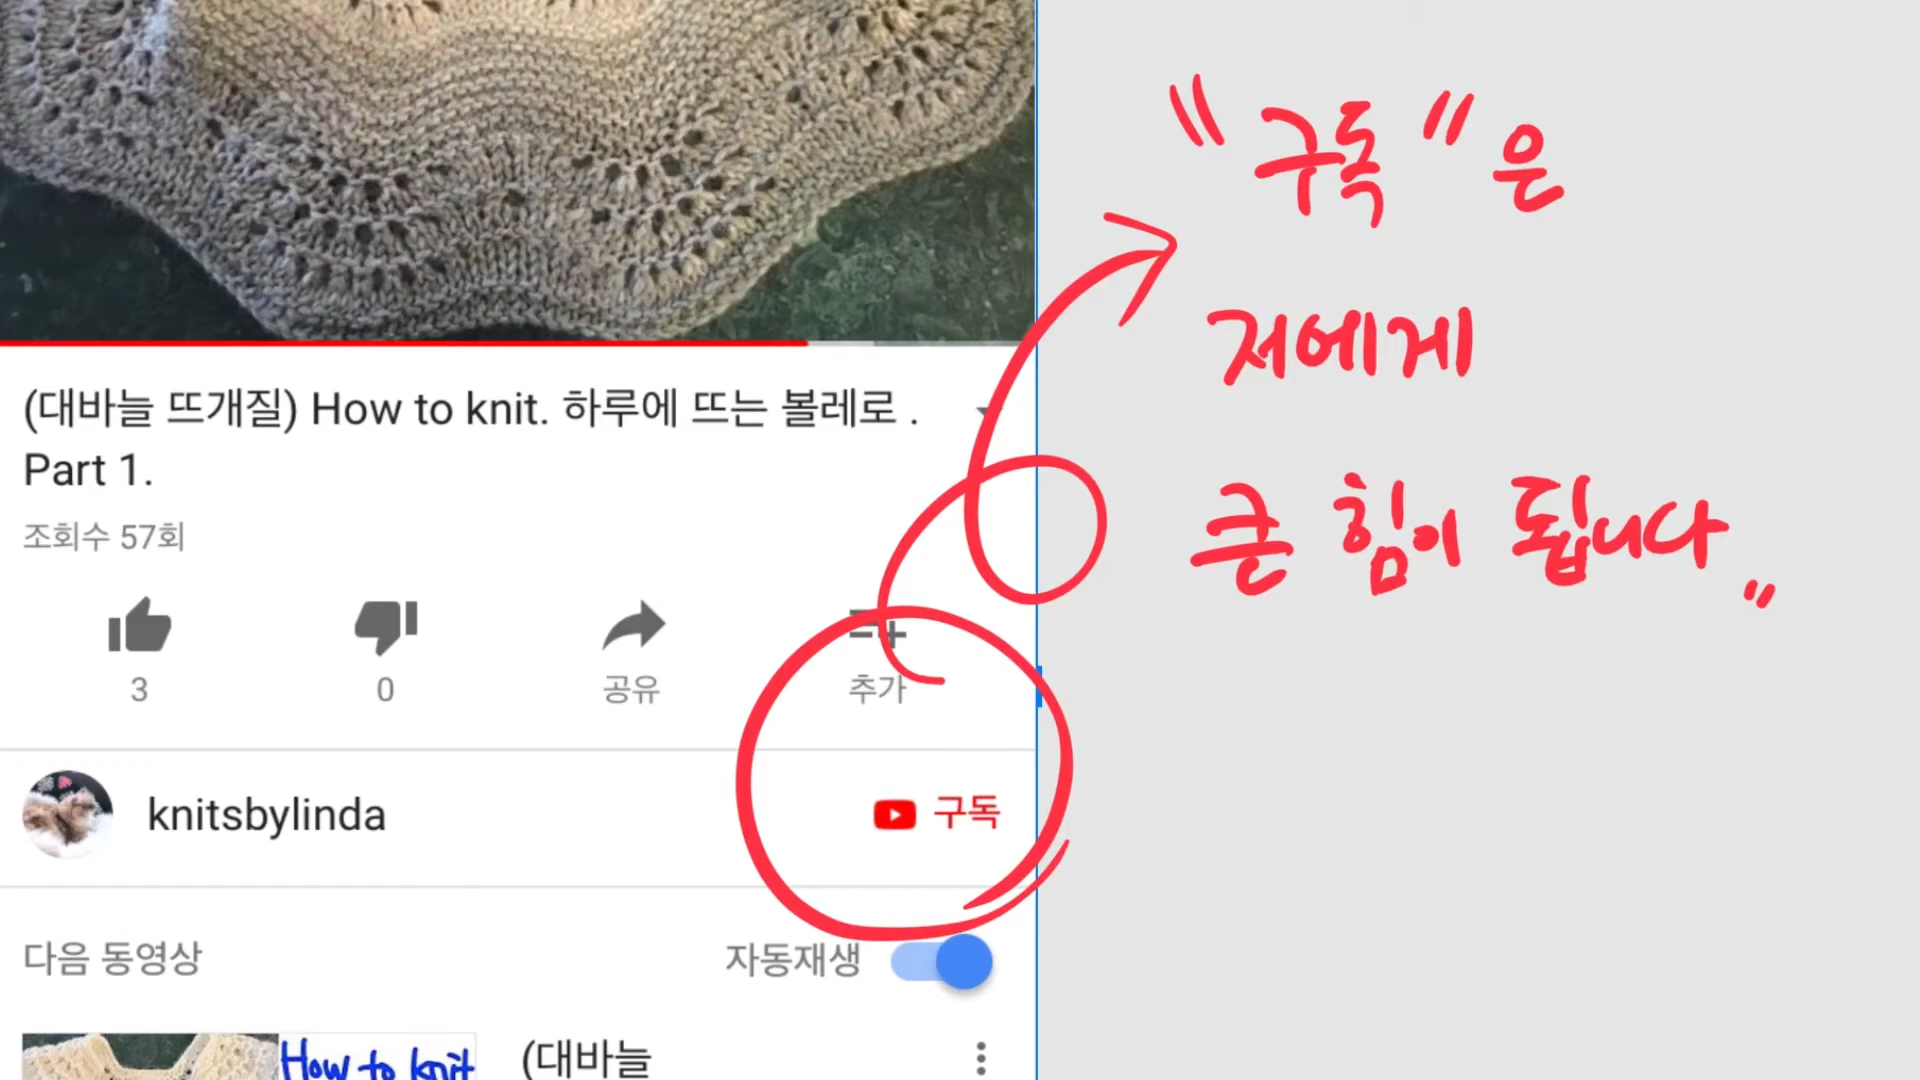 (대바늘 뜨개질) How to knit. 하루에 뜨는 볼레로 .
Part 1.
조회수 57회
3
0
공유
추가
knitsbylinda
구독
다음 동영상
자동재생
How to knit
(대바늘
"구독"은
저에게
큰 힘이 됩니다"